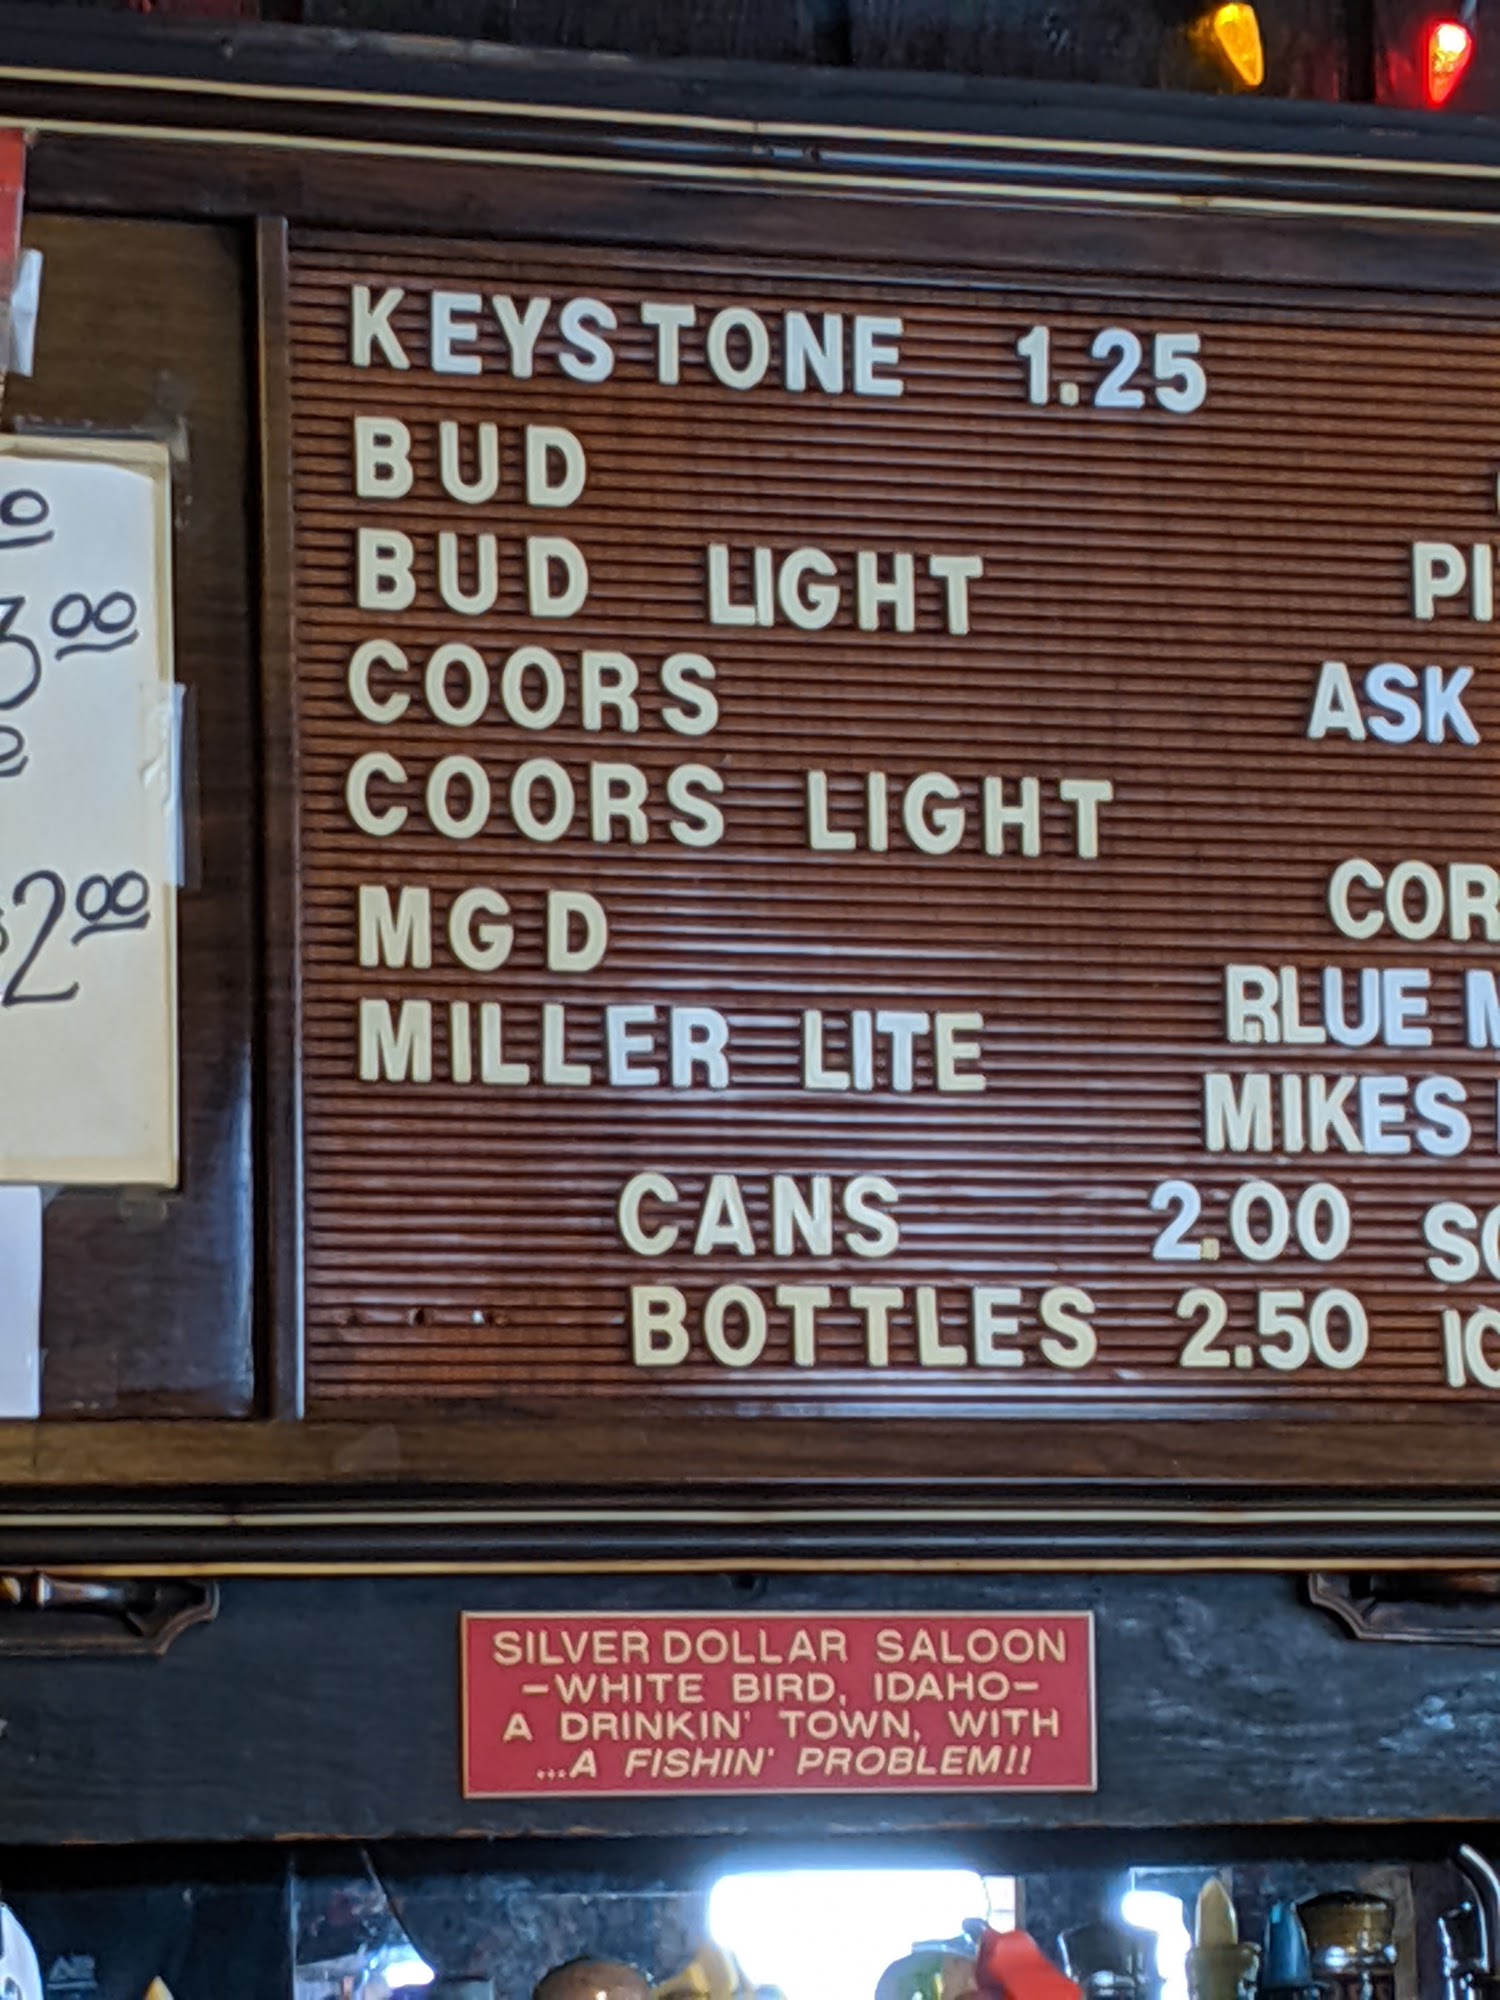 KEYSTONE 1.25
BUD
BUD LIGHT
COORS
COORS LIGHT
MGD
MILLER LITE
CANS 2.00
BOTTLES 2.50
PI
ASK
COR
RLUE M
MIKES
SO
IC
3.00
$2.00
SILVER DOLLAR SALOON
-WHITE BIRD, IDAHO-
A DRINKIN' TOWN, WITH
...A FISHIN' PROBLEM!!